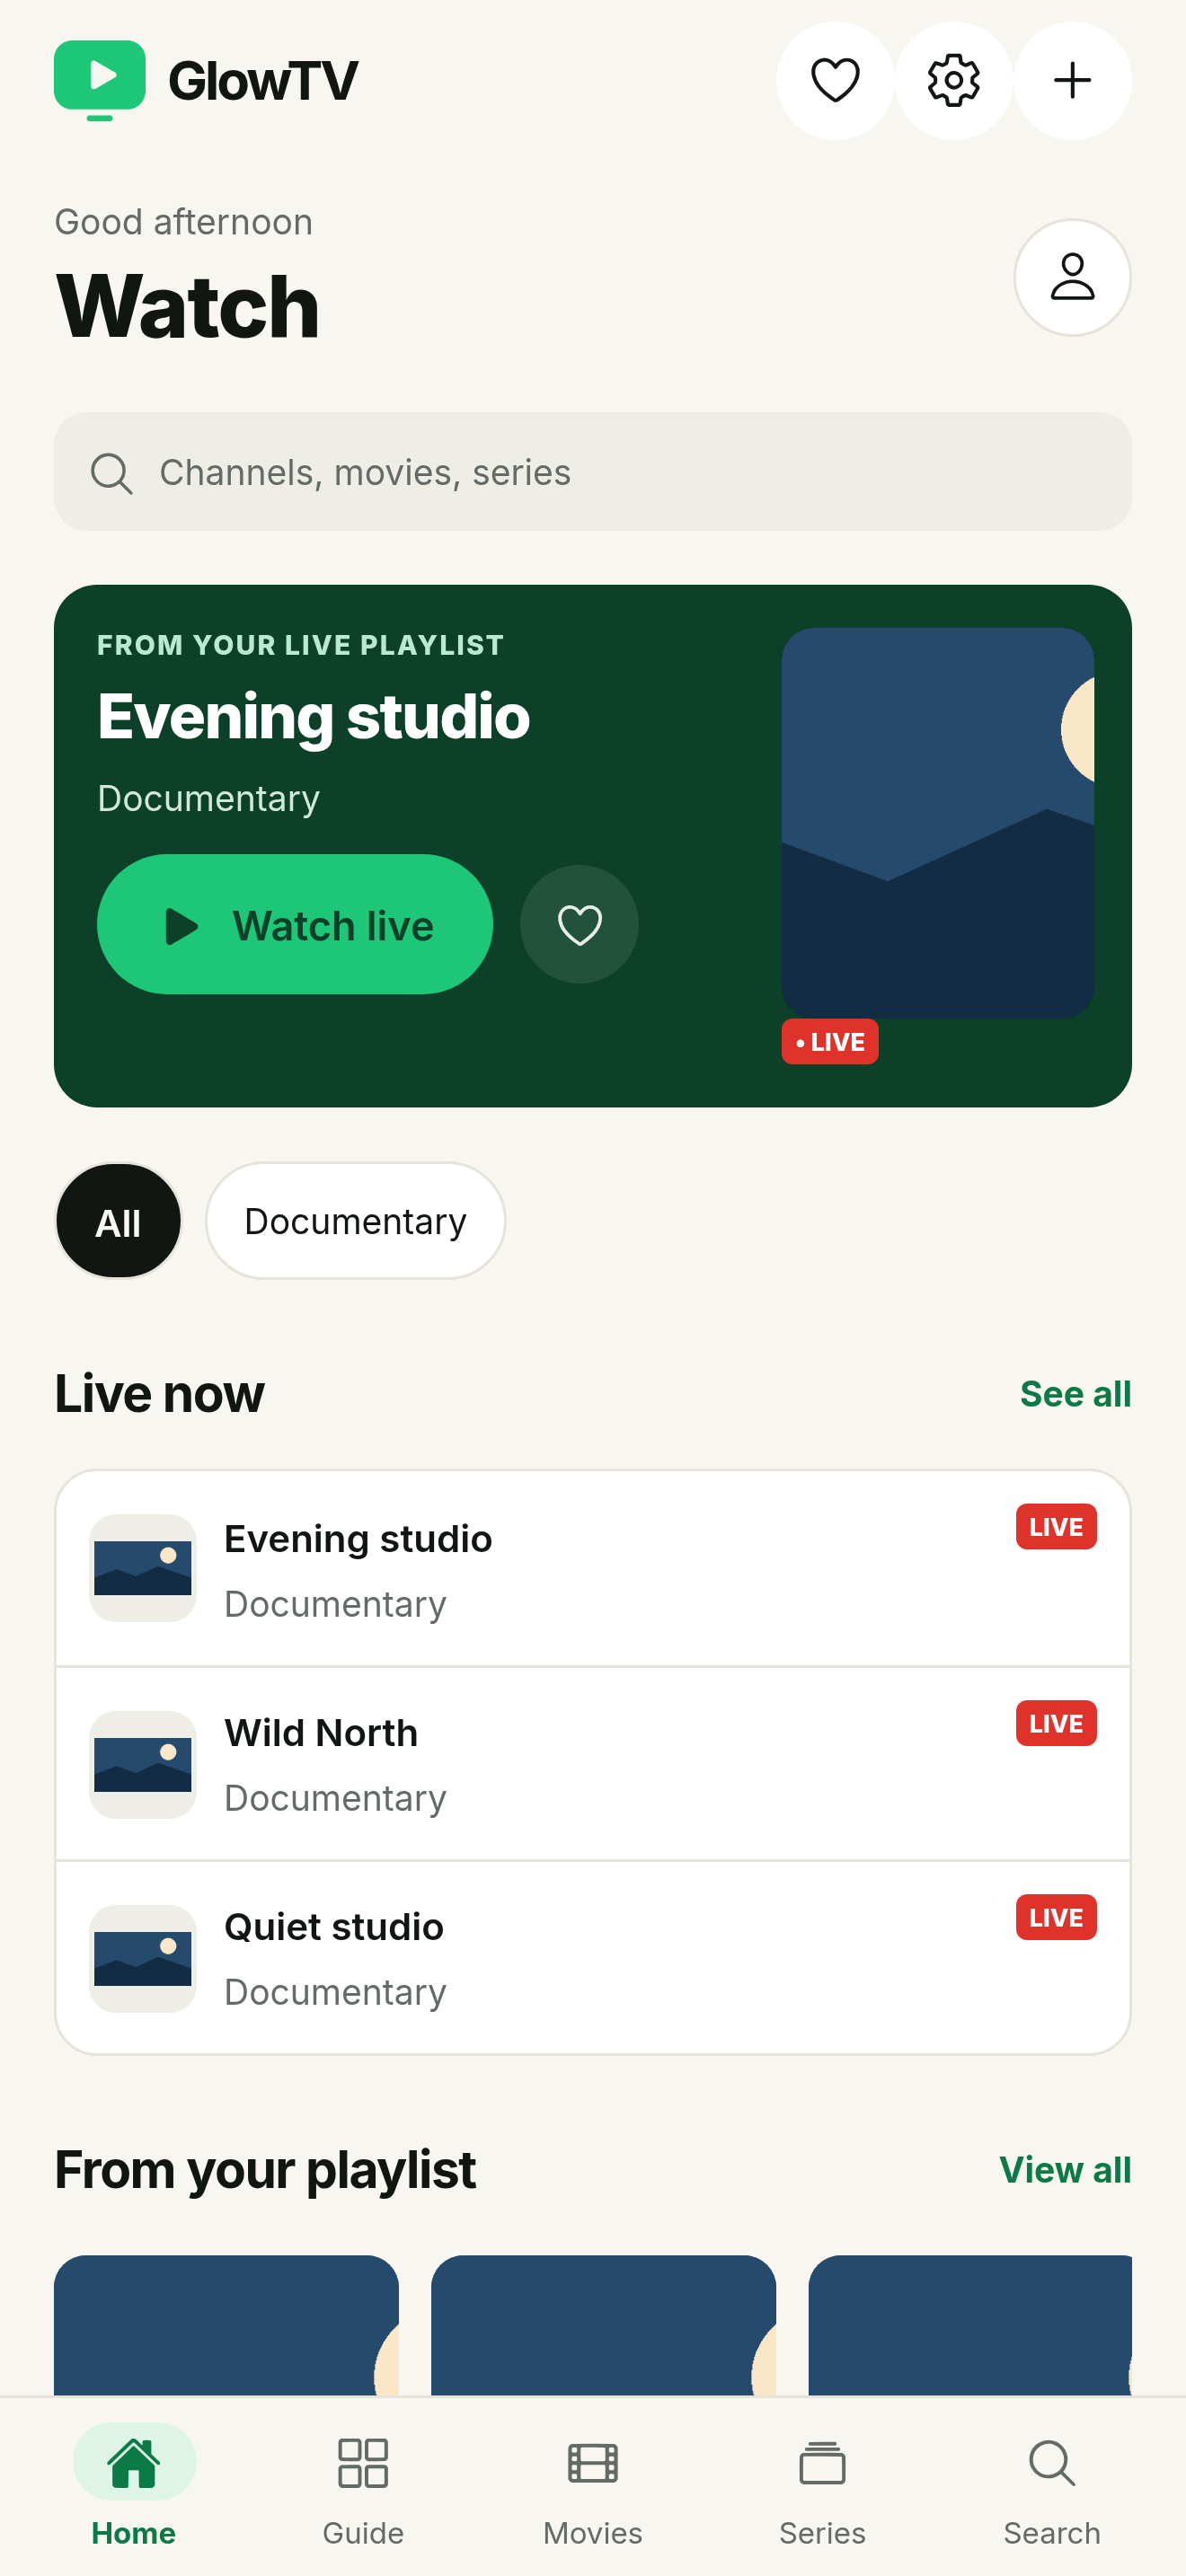 GlowTV
Good afternoon
Watch
Channels, movies, series
FROM YOUR LIVE PLAYLIST
Evening studio
Documentary
Watch live
• LIVE
All
Documentary
Live now
See all
Evening studio
LIVE
Documentary
Wild North
LIVE
Documentary
Quiet studio
LIVE
Documentary
From your playlist
View all
Home
Guide
Movies
Series
Search